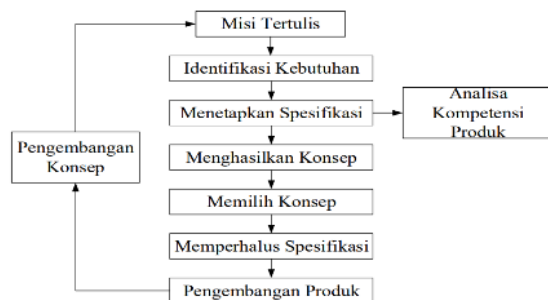 Misi Tertulis
Identifikasi Kebutuhan
Menetapkan Spesifikasi
Analisa
Kompetensi
Produk
Pengembangan
Konsep
Menghasilkan Konsep
Memilih Konsep
Memperhalus Spesifikasi
Pengembangan Produk